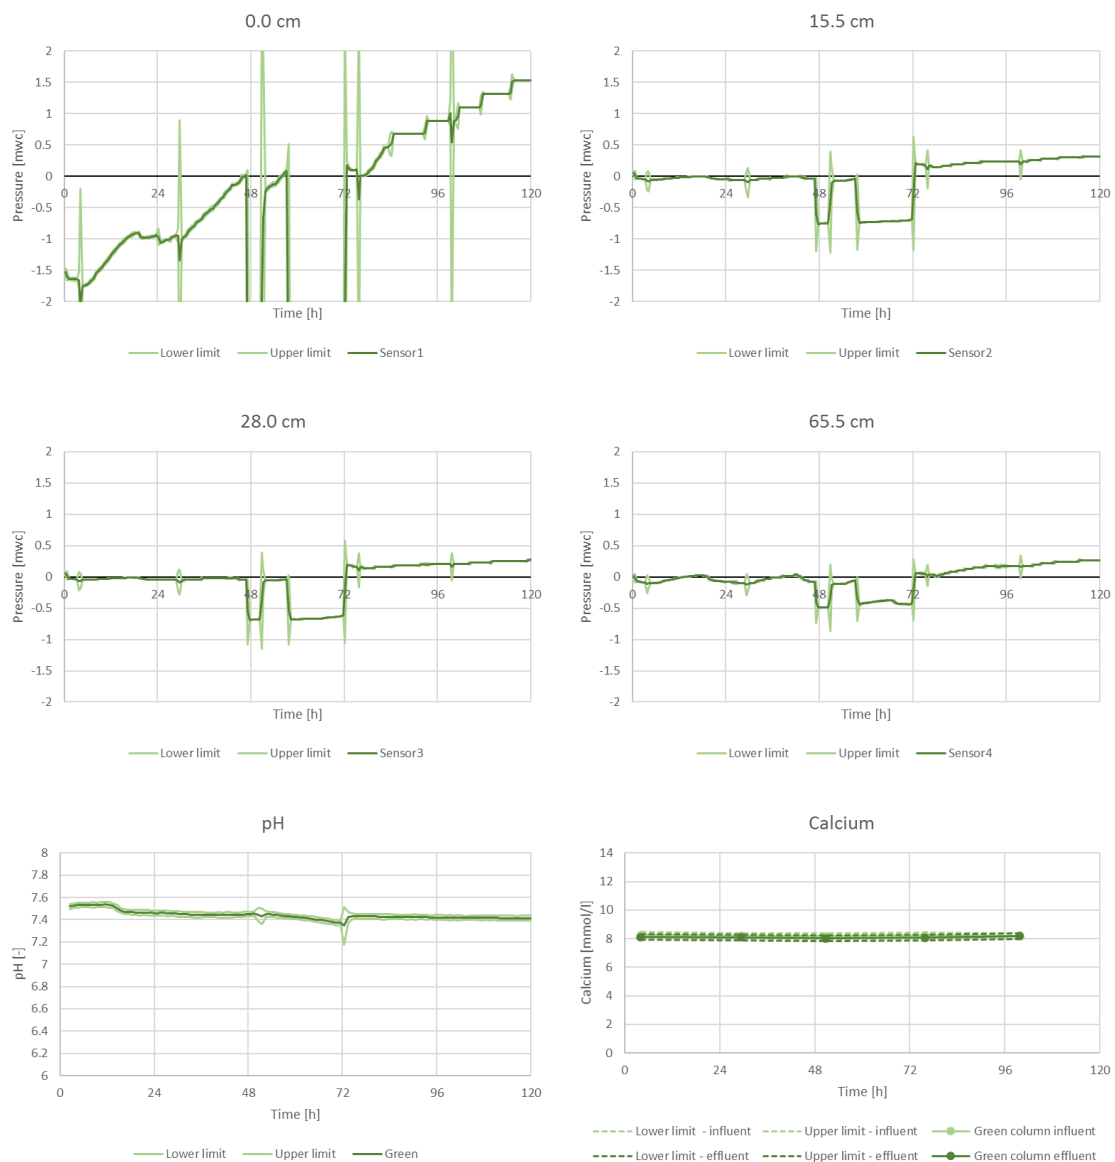 0.0 cm
2
1.5
1
0.5
0
-0.5
-1
-1.5
-2
Pressure [mwc]
0 24 48 72 96 120
Time [h]
Lower limit Upper limit Sensor1
15.5 cm
2
1.5
1
0.5
0
-0.5
-1
-1.5
-2
Pressure [mwc]
0 24 48 72 96 120
Time [h]
Lower limit Upper limit Sensor2
28.0 cm
2
1.5
1
0.5
0
-0.5
-1
-1.5
-2
Pressure [mwc]
0 24 48 72 96 120
Time [h]
Lower limit Upper limit Sensor3
65.5 cm
2
1.5
1
0.5
0
-0.5
-1
-1.5
-2
Pressure [mwc]
0 24 48 72 96 120
Time [h]
Lower limit Upper limit Sensor4
pH
8
7.8
7.6
7.4
7.2
7
6.8
6.6
6.4
6.2
6
pH [-]
0 24 48 72 96 120
Time [h]
Lower limit Upper limit Green
Calcium
14
12
10
8
6
4
2
0
Calcium [mmol/l]
0 24 48 72 96 120
Time [h]
Lower limit - influent Upper limit - influent Green column influent
Lower limit - effluent Upper limit - effluent Green column effluent